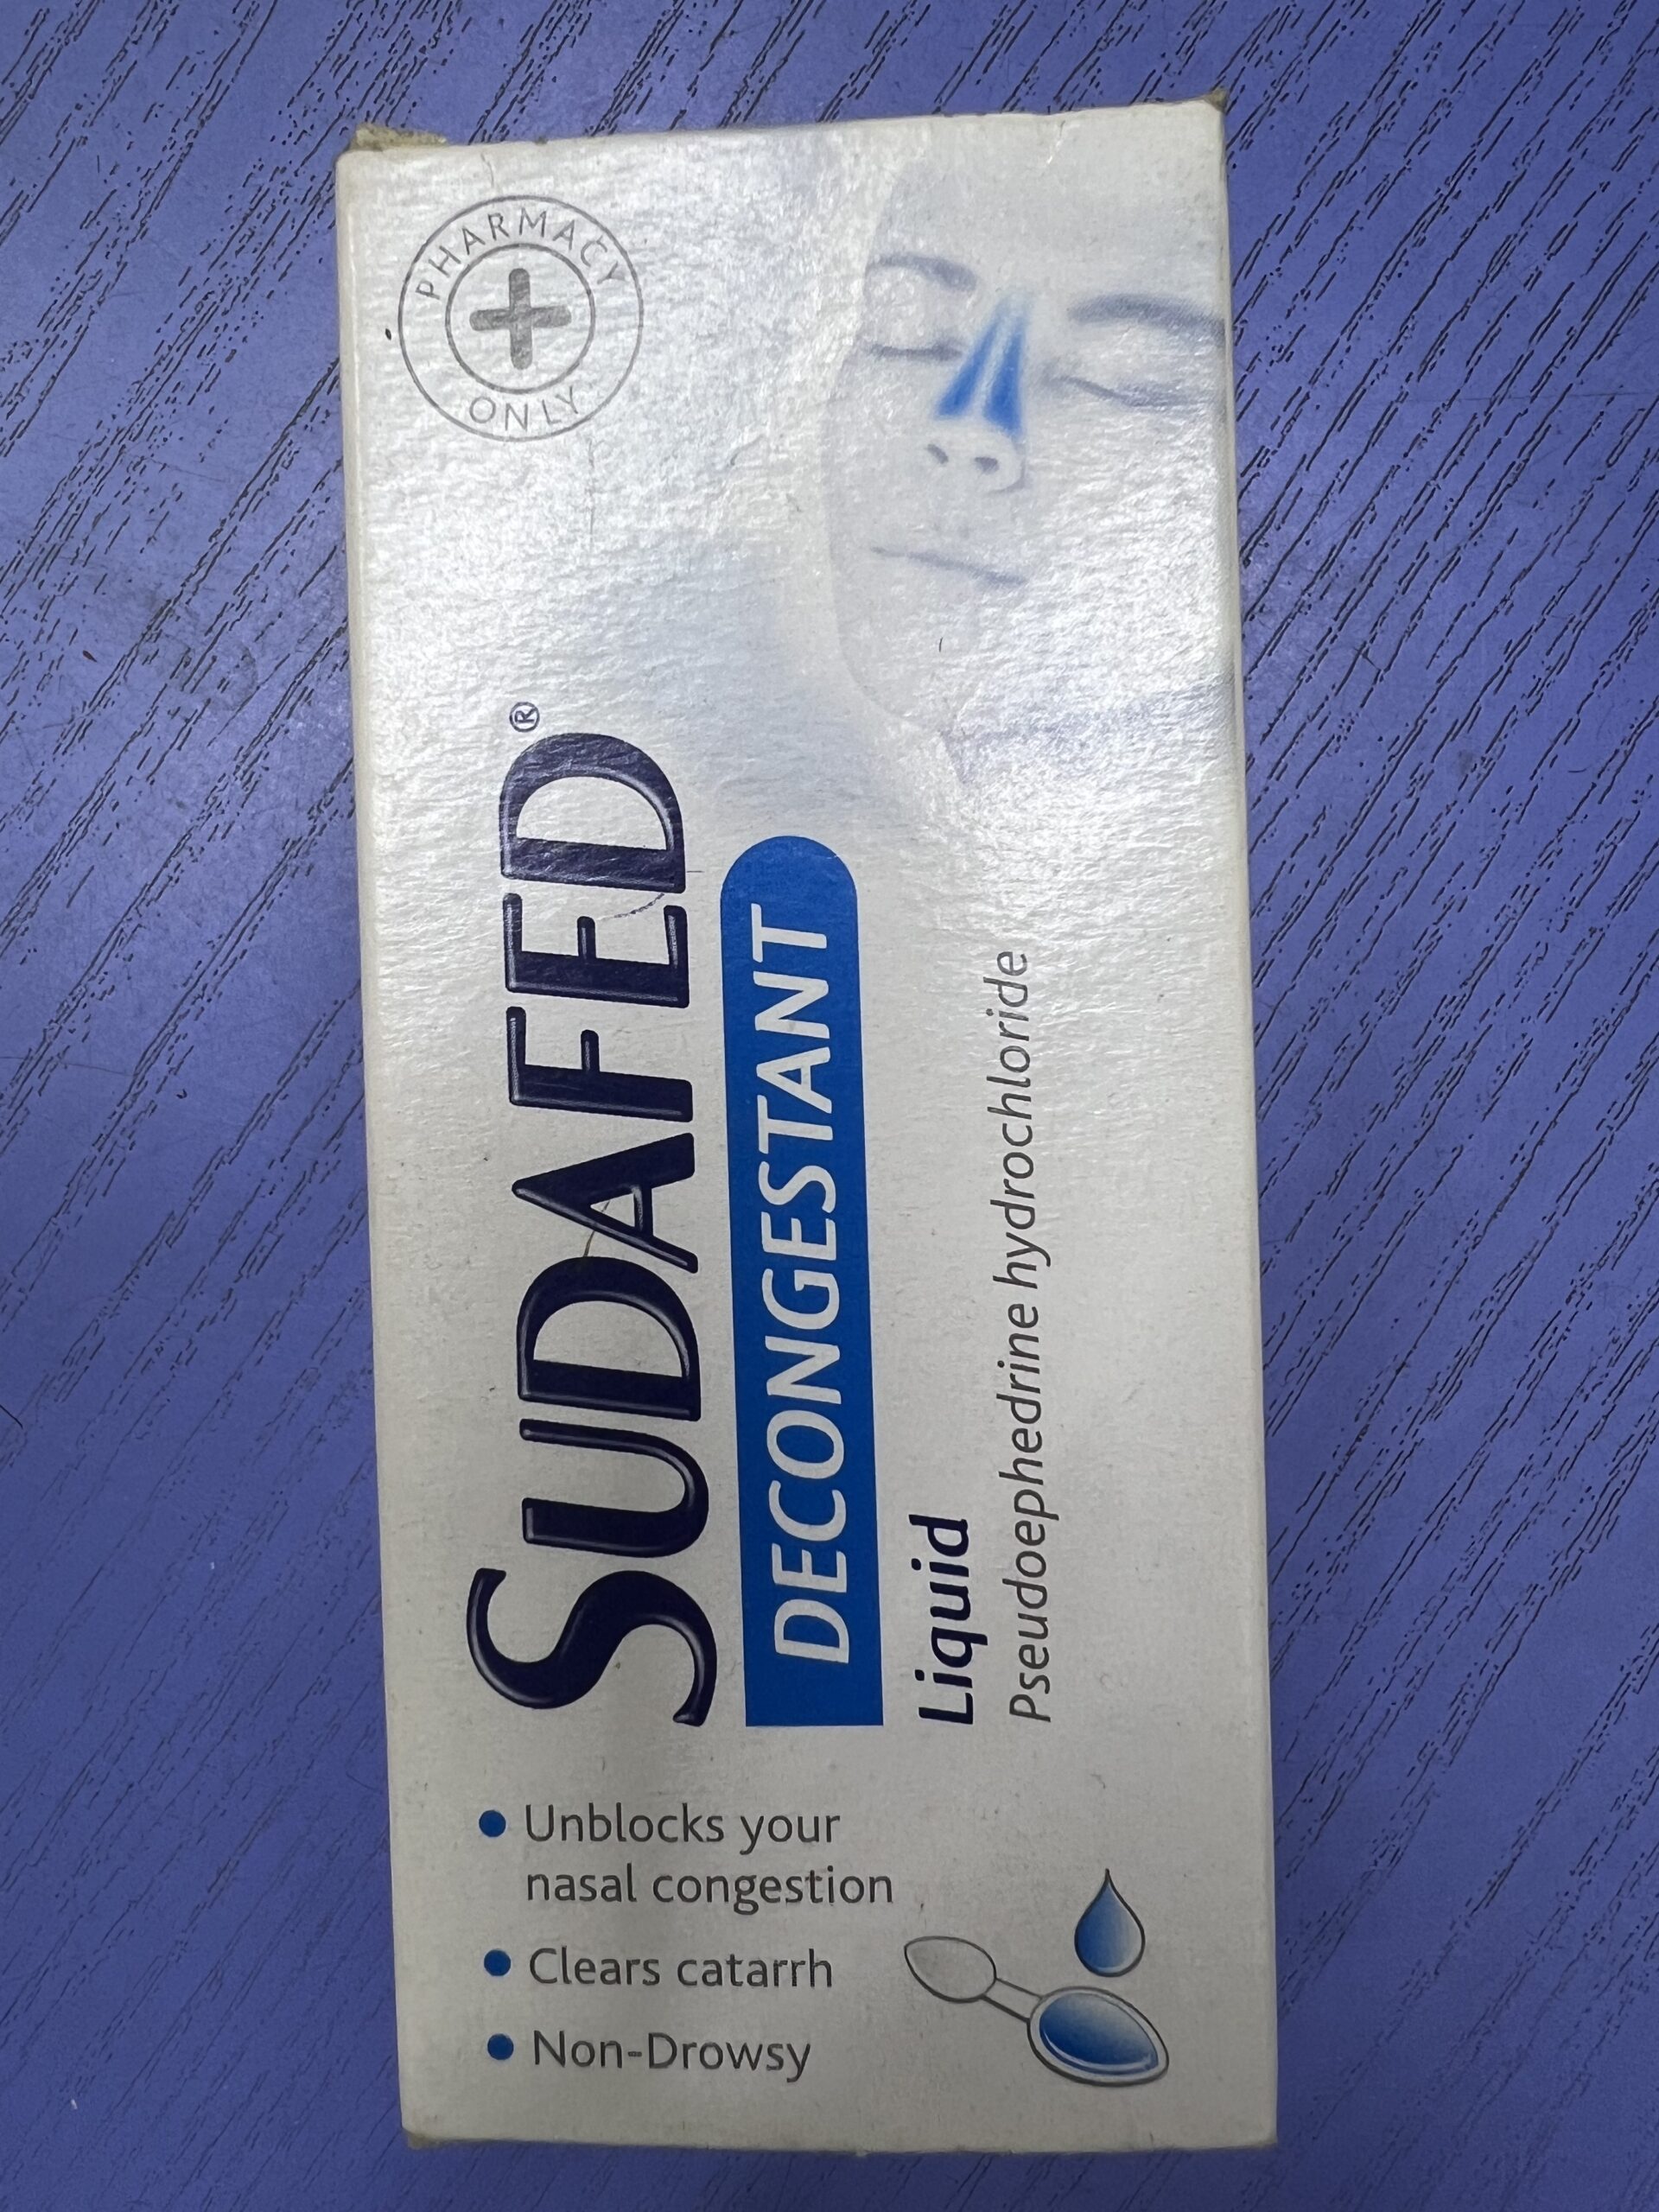 PHARMACY
ONLY
SUDAFED®
DECONGESTANT
Liquid
Pseudoephedrine hydrochloride
• Unblocks your
nasal congestion
• Clears catarrh
• Non-Drowsy